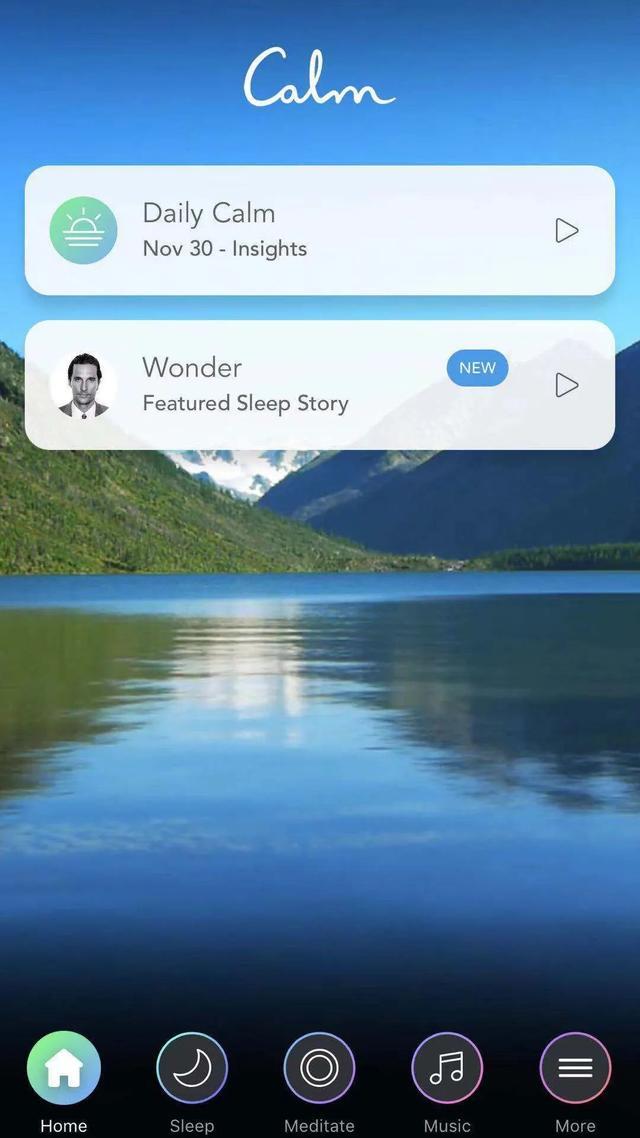 Calm
Daily Calm
Nov 30 - Insights
Wonder
NEW
Featured Sleep Story
Home
Sleep
Meditate
Music
More